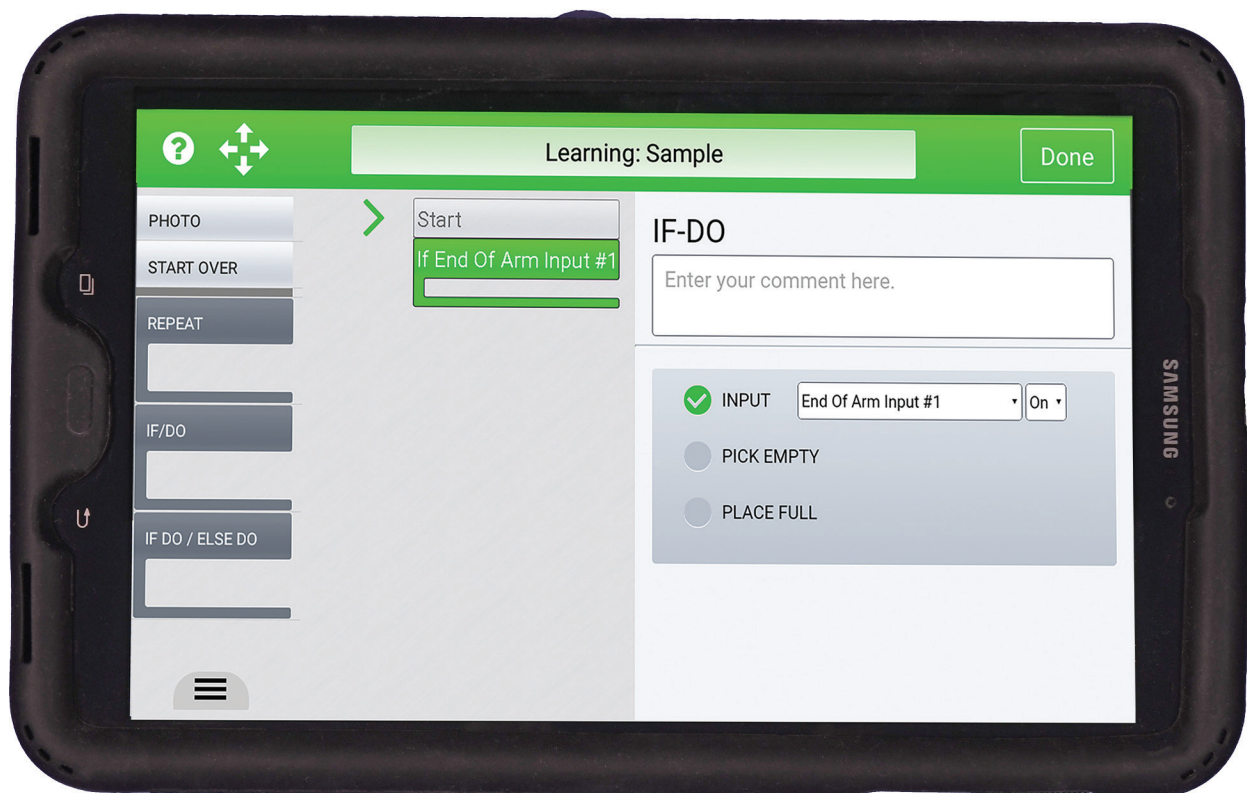 Learning: Sample
Done
PHOTO
START OVER
REPEAT
IF/DO
IF DO / ELSE DO
Start
If End Of Arm Input #1
IF-DO
Enter your comment here.
INPUT End Of Arm Input #1 On
PICK EMPTY
PLACE FULL
SAMSUNG